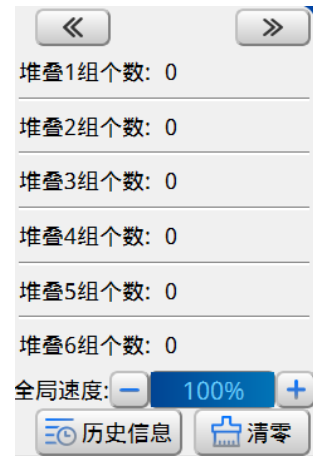 堆叠1组个数: 0
堆叠2组个数: 0
堆叠3组个数: 0
堆叠4组个数: 0
堆叠5组个数: 0
堆叠6组个数: 0
全局速度: − 100% +
历史信息 清零